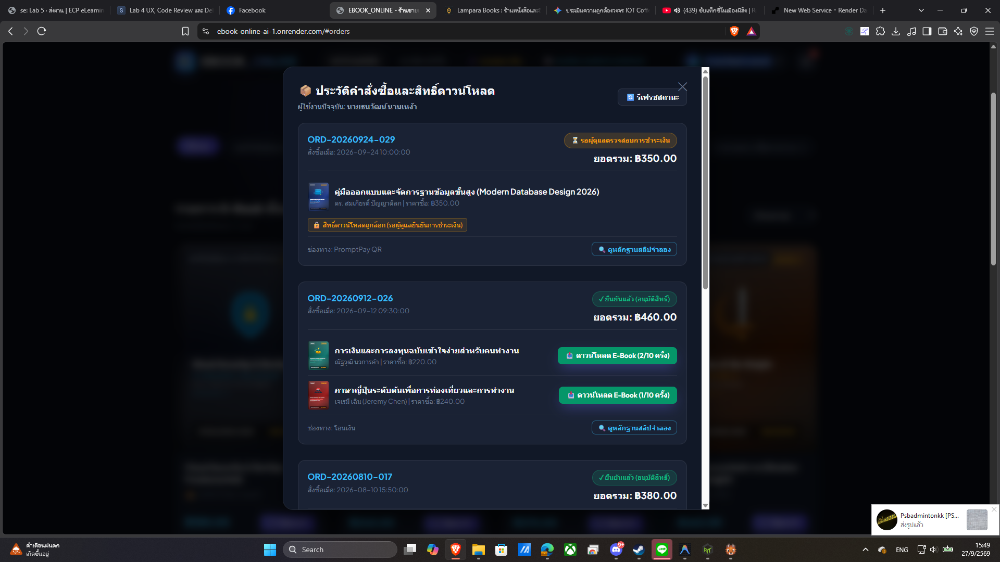 se: Lab 5 · ส่งงาน | ECP eLearnin
Lab 4 UX, Code Review และ De
Facebook
EBOOK_ONLINE - ร้านขาย
Lampara Books : ร้านหนังสือและ
ประเมินความถูกต้องวงจร IOT Coff
(439) ขับแท็กซี่ในเมืองผีสิง | R
New Web Service · Render Da
ebook-online-ai-1.onrender.com/#orders
📦 ประวัติคำสั่งซื้อและสิทธิ์ดาวน์โหลด
ผู้ใช้งานปัจจุบัน: นายธนวัฒน์ นามเหง้า
🔄 รีเฟรชสถานะ
ORD-20260924-029
⏳ รอผู้ดูแลตรวจสอบการชำระเงิน
สั่งซื้อเมื่อ: 2026-09-24 10:00:00
ยอดรวม: ฿350.00
คู่มือออกแบบและจัดการฐานข้อมูลขั้นสูง (Modern Database Design 2026)
ดร. สมเกียรติ์ ปัญญาดิลก | ราคาซื้อ: ฿350.00
🔒 สิทธิ์ดาวน์โหลดถูกล็อก (รอผู้ดูแลยืนยันการชำระเงิน)
ช่องทาง: PromptPay QR
🔍 ดูหลักฐานสลิปจำลอง
ORD-20260912-026
✓ ยืนยันแล้ว (อนุมัติสิทธิ์)
สั่งซื้อเมื่อ: 2026-09-12 09:30:00
ยอดรวม: ฿460.00
การเงินและการลงทุนฉบับเข้าใจง่ายสำหรับคนทำงาน
ณัฐวุฒิ นวการค้า | ราคาซื้อ: ฿220.00
📥 ดาวน์โหลด E-Book (2/10 ครั้ง)
ภาษาญี่ปุ่นระดับต้นเพื่อการท่องเที่ยวและการทำงาน
เจเรมี เฉิน (Jeremy Chen) | ราคาซื้อ: ฿240.00
📥 ดาวน์โหลด E-Book (1/10 ครั้ง)
ช่องทาง: โอนเงิน
🔍 ดูหลักฐานสลิปจำลอง
ORD-20260810-017
✓ ยืนยันแล้ว (อนุมัติสิทธิ์)
สั่งซื้อเมื่อ: 2026-08-10 15:50:00
ยอดรวม: ฿380.00
Psbadmintonkk [PS...
ส่งรูปแล้ว
คำเตือนฝนตก
เกิดขึ้นอยู่
Search
9+
ENG
15:49
27/9/2569